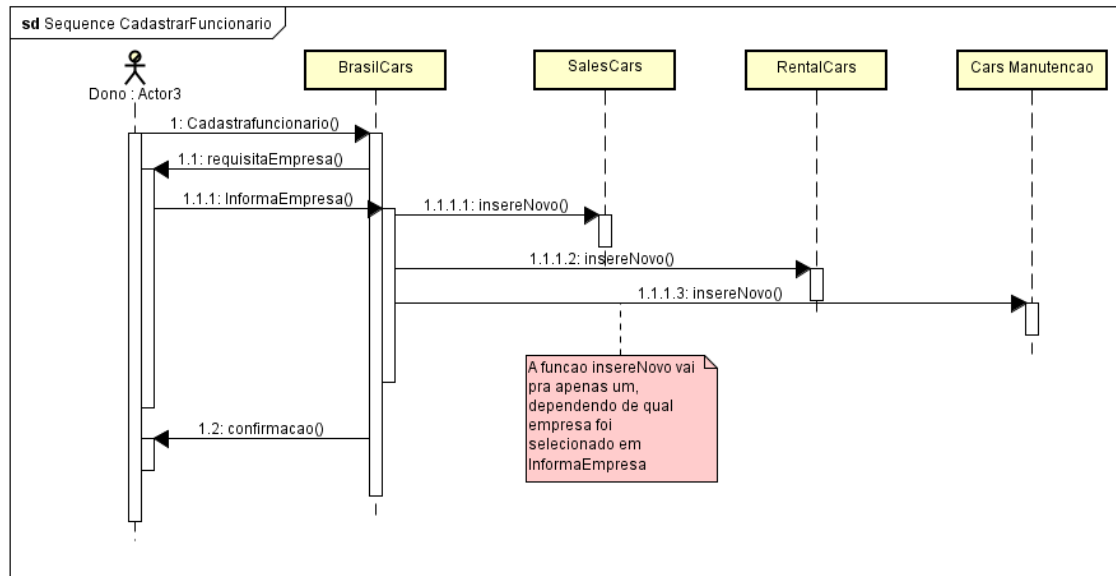 sd Sequence CadastrarFuncionario
Dono : Actor3
BrasilCars
SalesCars
RentalCars
Cars Manutencao
1: Cadastrafuncionario()
1.1: requisitaEmpresa()
1.1.1: InformaEmpresa()
1.1.1.1: insereNovo()
1.1.1.2: insereNovo()
1.1.1.3: insereNovo()
A funcao insereNovo vai
pra apenas um,
dependendo de qual
empresa foi
selecionado em
InformaEmpresa
1.2: confirmacao()